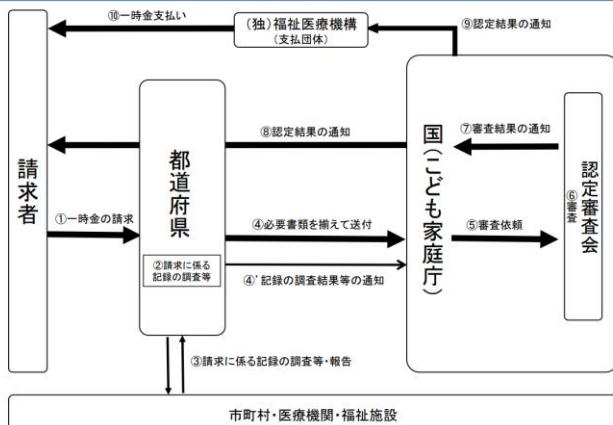 ⑩一時金支払い
(独)福祉医療機構
(支払団体)
⑨認定結果の通知
請求者
都道府県
⑧認定結果の通知
国(こども家庭庁)
⑦審査結果の通知
認定審査会
⑥審査
①一時金の請求
④必要書類を揃えて送付
⑤審査依頼
②請求に係る
記録の調査等
④'記録の調査結果等の通知
③請求に係る記録の調査等・報告
市町村・医療機関・福祉施設